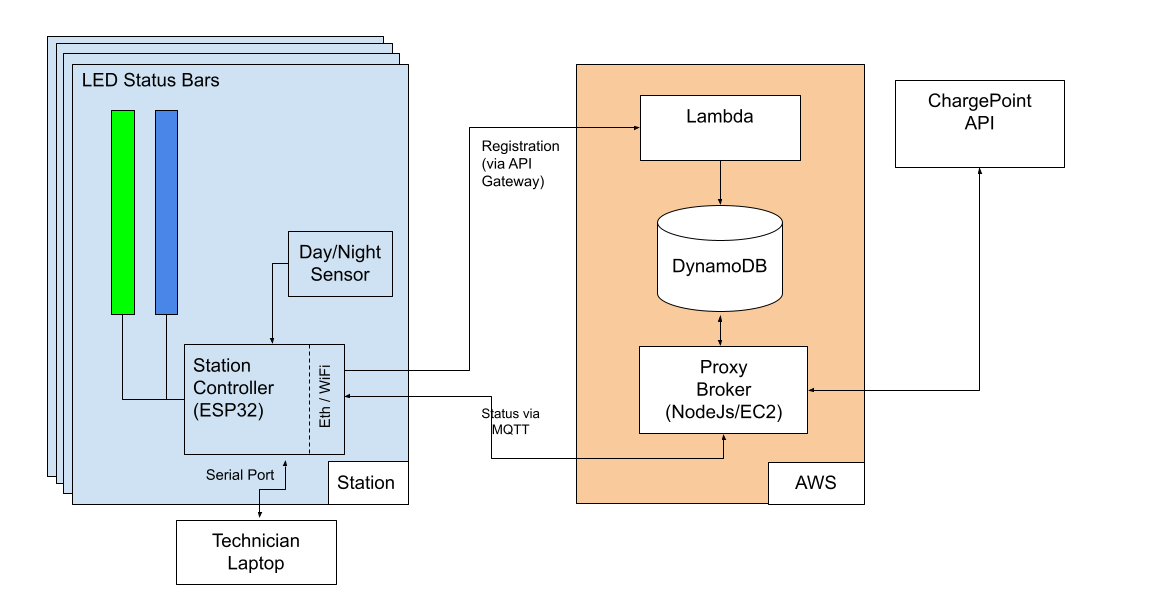 LED Status Bars
Day/Night
Sensor
Station
Controller
(ESP32)
Eth / WiFi
Serial Port
Station
Technician
Laptop
Registration
(via API
Gateway)
Status via
MQTT
Lambda
DynamoDB
Proxy
Broker
(NodeJs/EC2)
AWS
ChargePoint
API